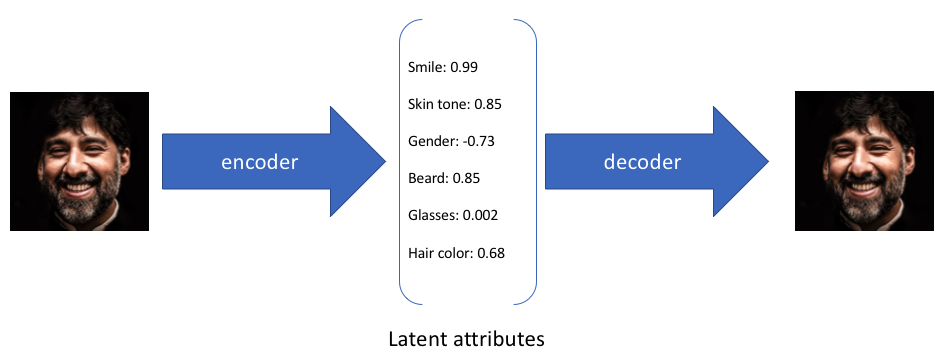 encoder
Smile: 0.99
Skin tone: 0.85
Gender: -0.73
Beard: 0.85
Glasses: 0.002
Hair color: 0.68
decoder
Latent attributes